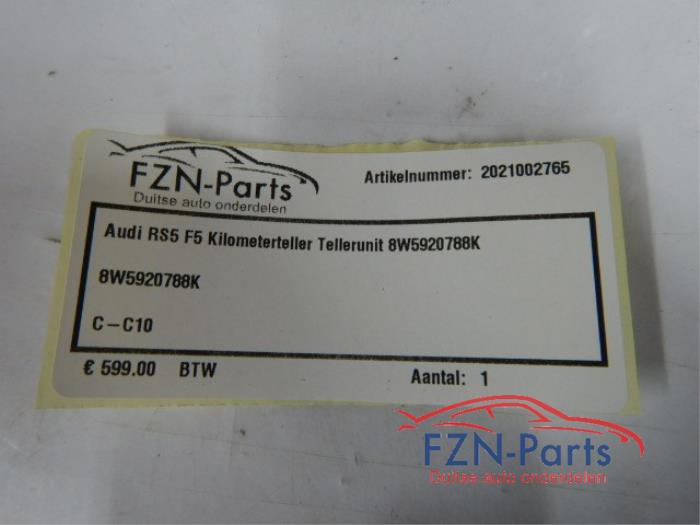 FZN-Parts
Duitse auto onderdelen
Artikelnummer: 2021002765
Audi RS5 F5 Kilometerteller Tellerunit 8W5920788K
8W5920788K
C-C10
€ 599.00 BTW
Aantal: 1
FZN-Parts
Duitse auto onderdelen